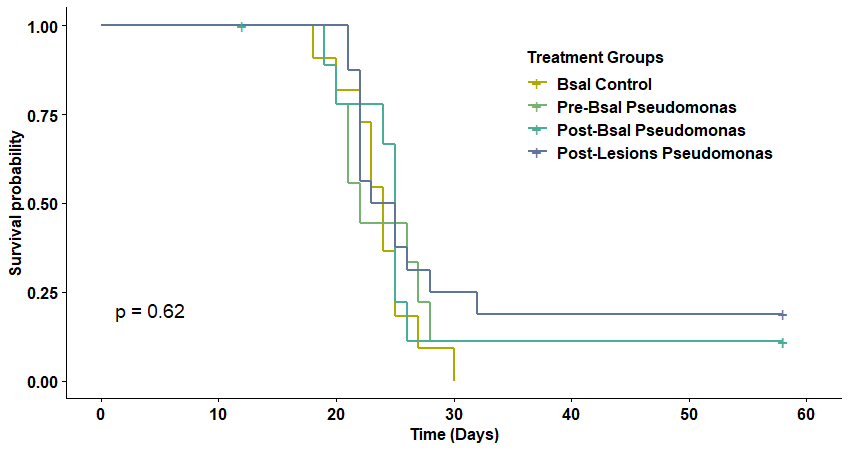 Survival probability
1.00
0.75
0.50
0.25
0.00
Treatment Groups
Bsal Control
Pre-Bsal Pseudomonas
Post-Bsal Pseudomonas
Post-Lesions Pseudomonas
p = 0.62
0 10 20 30 40 50 60
Time (Days)